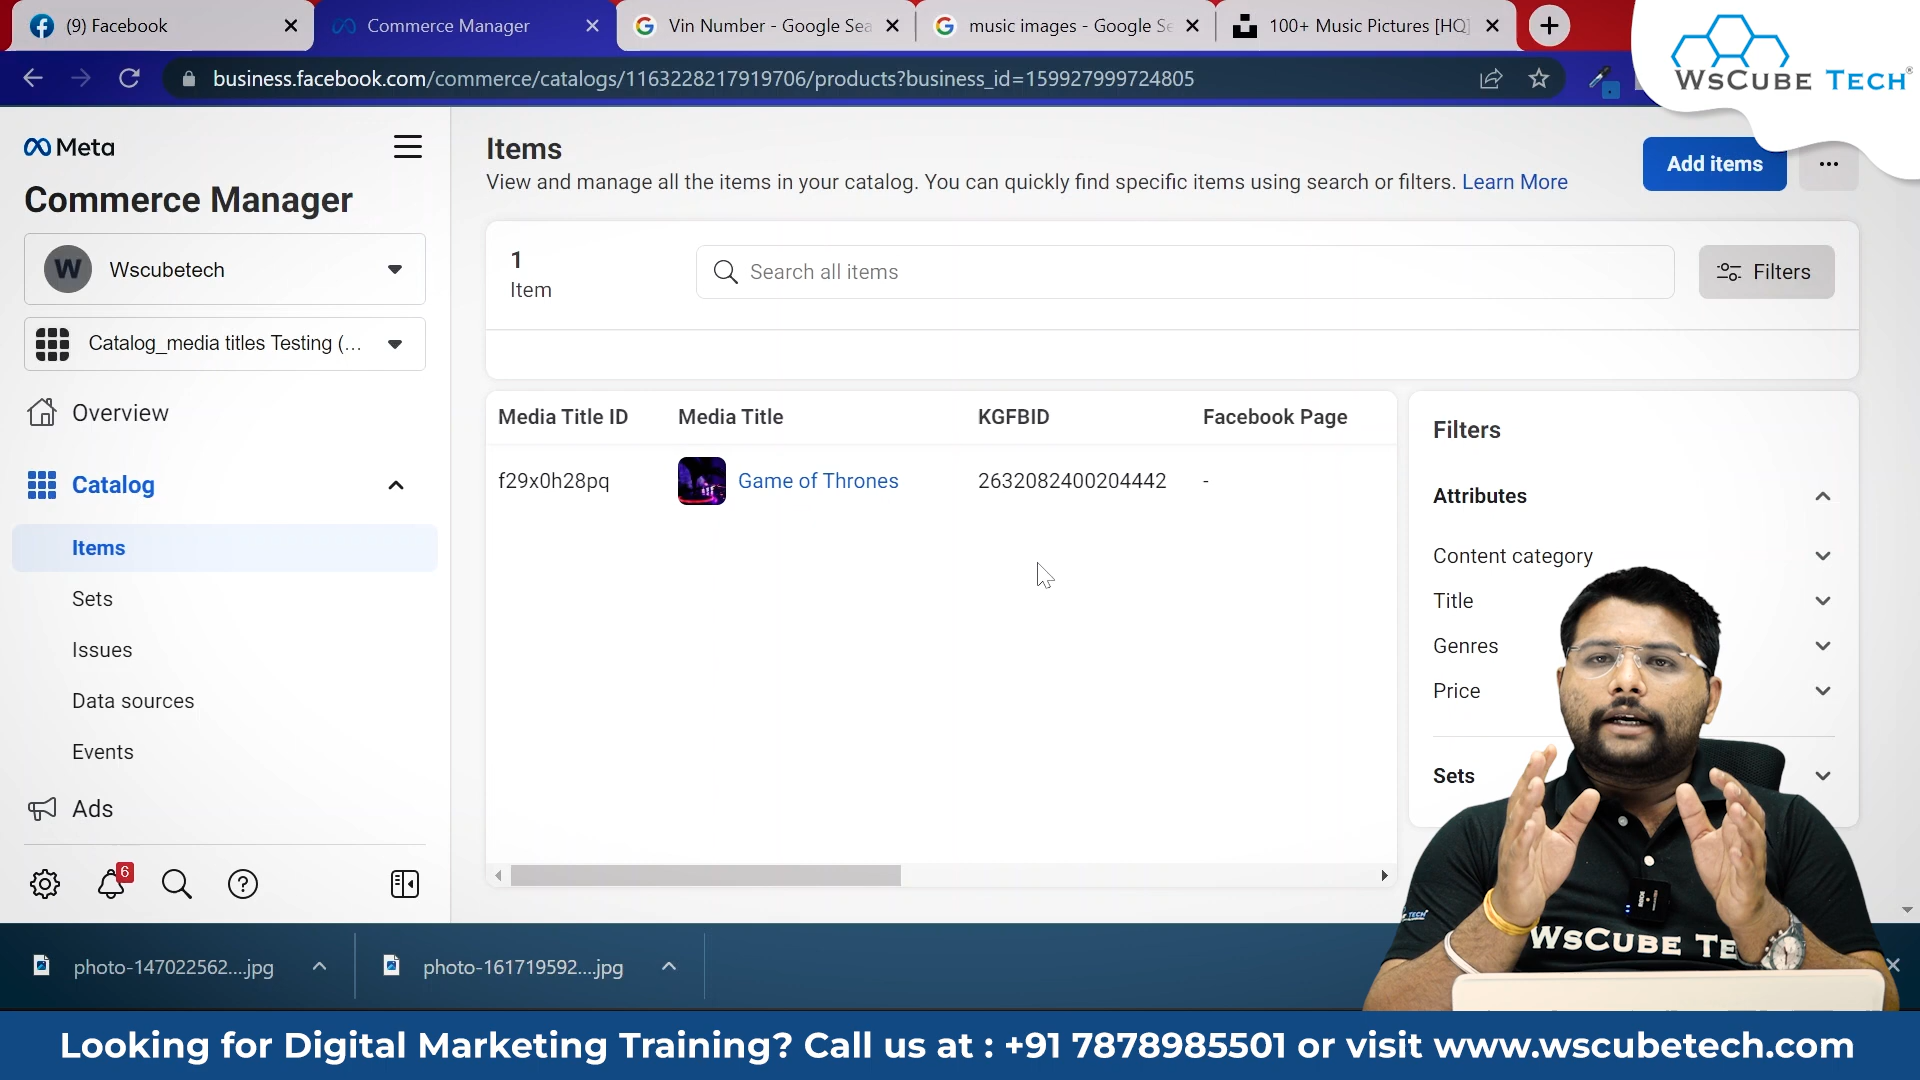 (9) Facebook
Commerce Manager
Vin Number - Google Sea
music images - Google Se
100+ Music Pictures [HQ]
business.facebook.com/commerce/catalogs/1163228217919706/products?business_id=159927999724805
WsCube Tech®
Meta
Commerce Manager
W Wscubetech
Catalog_media titles Testing (...
Overview
Catalog
Items
Sets
Issues
Data sources
Events
Ads
6
Items
View and manage all the items in your catalog. You can quickly find specific items using search or filters. Learn More
Add items
1
Item
Search all items
Filters
Media Title ID Media Title KGFBID Facebook Page
f29x0h28pq Game of Thrones 2632082400204442 -
Filters
Attributes
Content category
Title
Genres
Price
Sets
TECH
WsCube Te
photo-147022562....jpg
photo-161719592....jpg
Looking for Digital Marketing Training? Call us at : +91 7878985501 or visit www.wscubetech.com